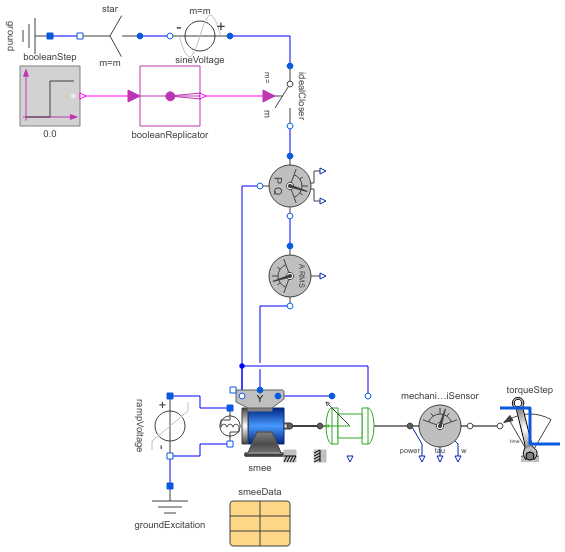 star
m=m
ground
- +
m=m
sineVoltage
booleanStep
0.0
booleanReplicator
m=
m
idealCloser
P Q
A RMS
rampVoltage
+
-
Y
smee
mechani...iSensor
power
tau
w
torqueStep
time
groundExcitation
smeeData